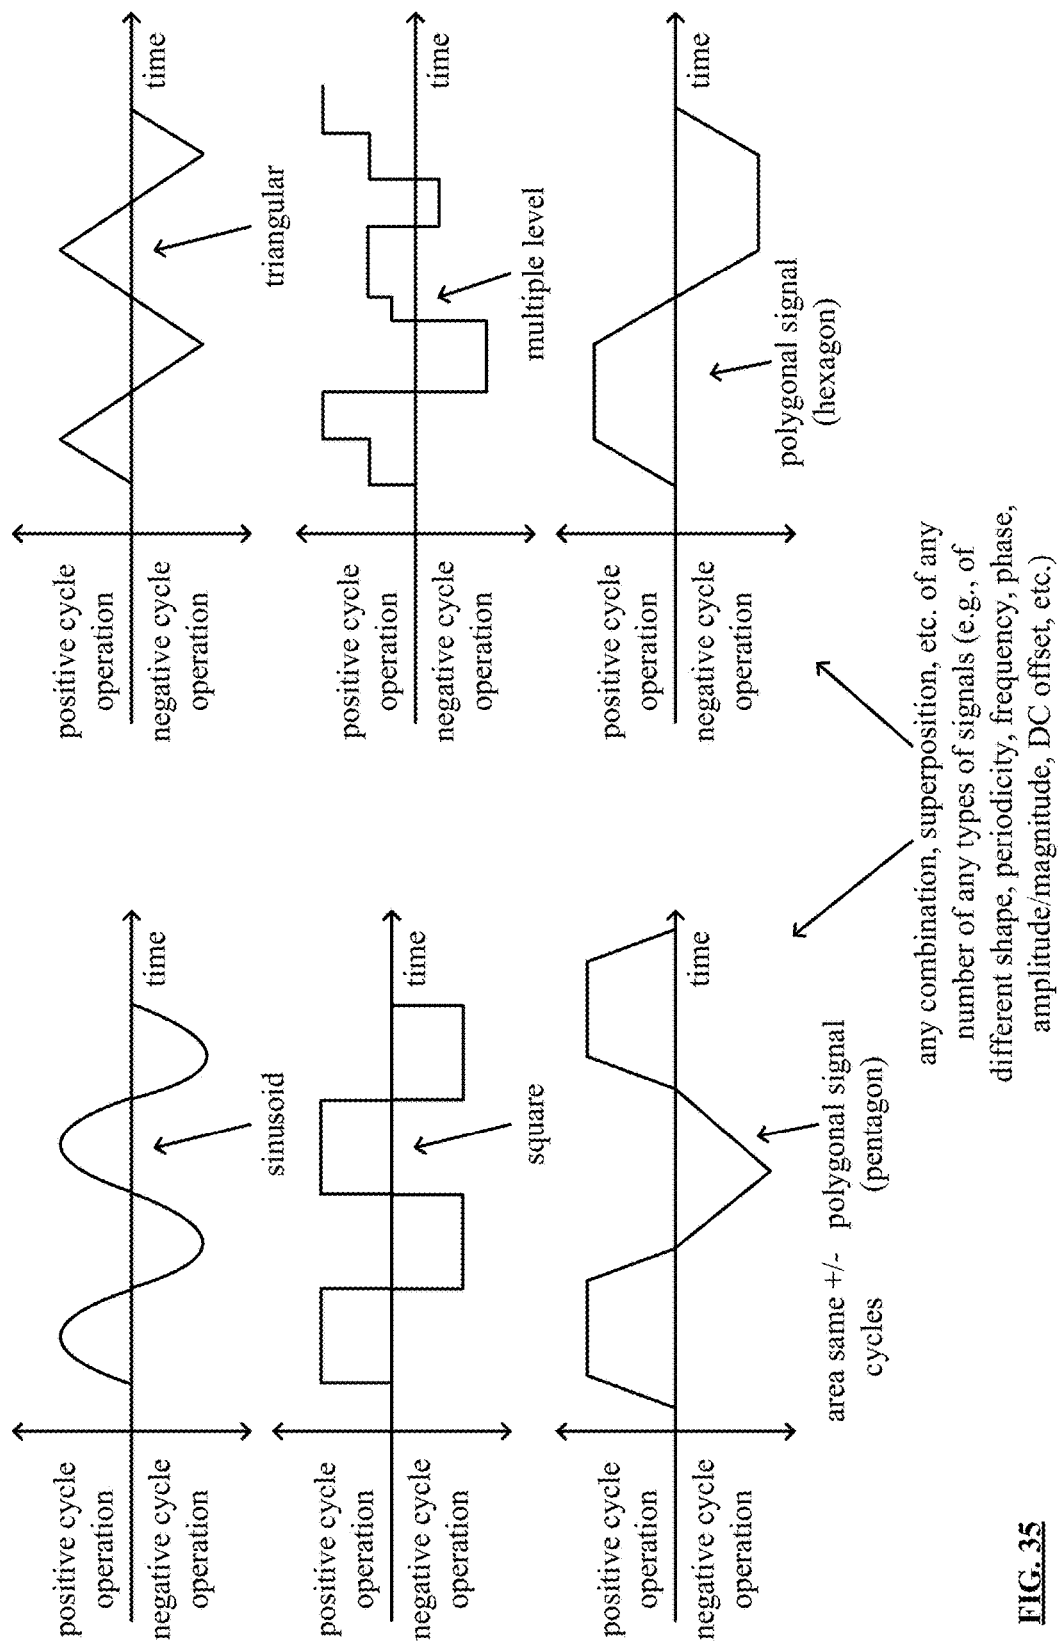 positive cycle
operation
negative cycle
operation
time
sinusoid
positive cycle
operation
negative cycle
operation
time
triangular
positive cycle
operation
negative cycle
operation
time
square
positive cycle
operation
negative cycle
operation
time
multiple level
positive cycle
operation
negative cycle
operation
time
area same +/-
cycles
polygonal signal
(pentagon)
positive cycle
operation
negative cycle
operation
time
polygonal signal
(hexagon)
any combination, superposition, etc. of any
number of any types of signals (e.g., of
different shape, periodicity, frequency, phase,
amplitude/magnitude, DC offset, etc.)
FIG. 35